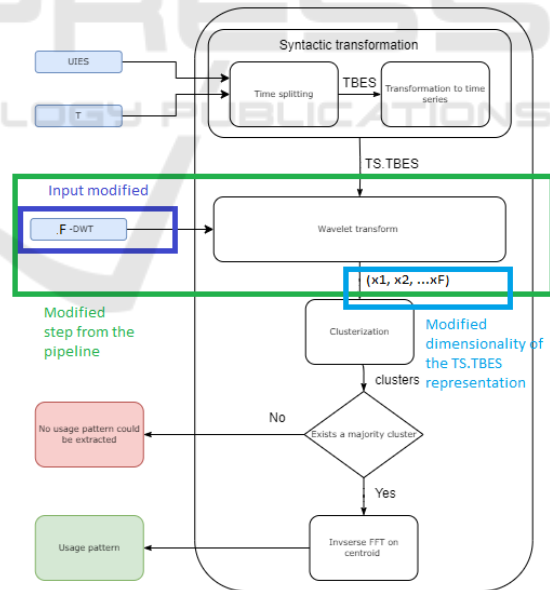 Syntactic transformation
UIES
T
Time splitting
TBES
Transformation to time
series
TS.TBES
Input modified
F -DWT
Wavelet transform
(x1, x2, ...xF)
Modified
step from the
pipeline
Clusterization
Modified
dimensionality of
the TS.TBES
representation
clusters
No usage pattern could
be extracted
No
Exists a majority cluster
Yes
Usage pattern
Invserse FFT on
centroid